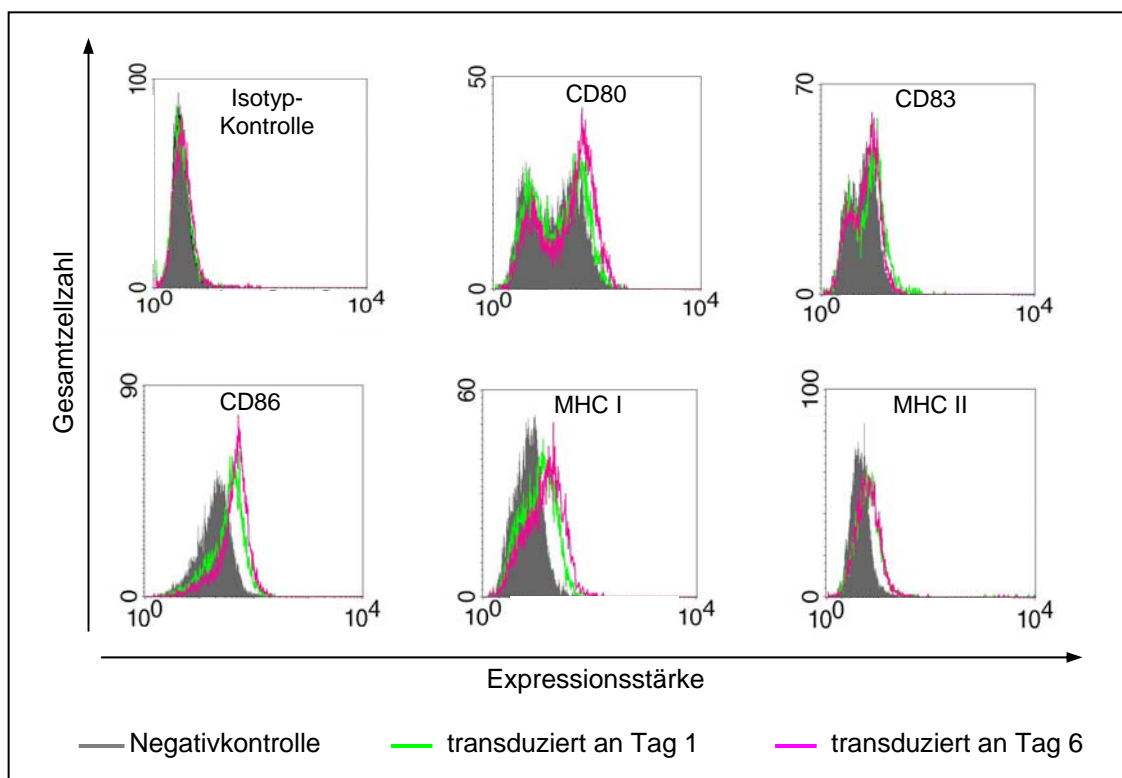 100
Isotyp-
Kontrolle
0
10^0
10^4
50
CD80
0
10^0
10^4
70
CD83
0
10^0
10^4
Gesamtzellzahl
90
CD86
0
10^0
10^4
60
MHC I
0
10^0
10^4
100
MHC II
0
10^0
10^4
Expressionsstärke
Negativkontrolle
transduziert an Tag 1
transduziert an Tag 6